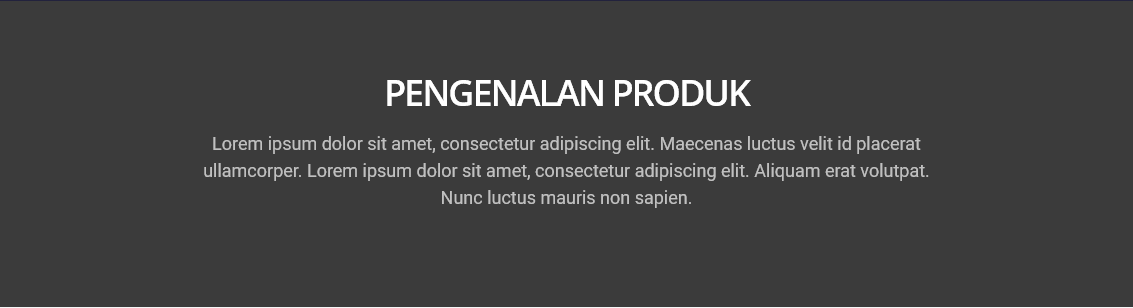 PENGENALAN PRODUK
Lorem ipsum dolor sit amet, consectetur adipiscing elit. Maecenas luctus velit id placerat
ullamcorper. Lorem ipsum dolor sit amet, consectetur adipiscing elit. Aliquam erat volutpat.
Nunc luctus mauris non sapien.